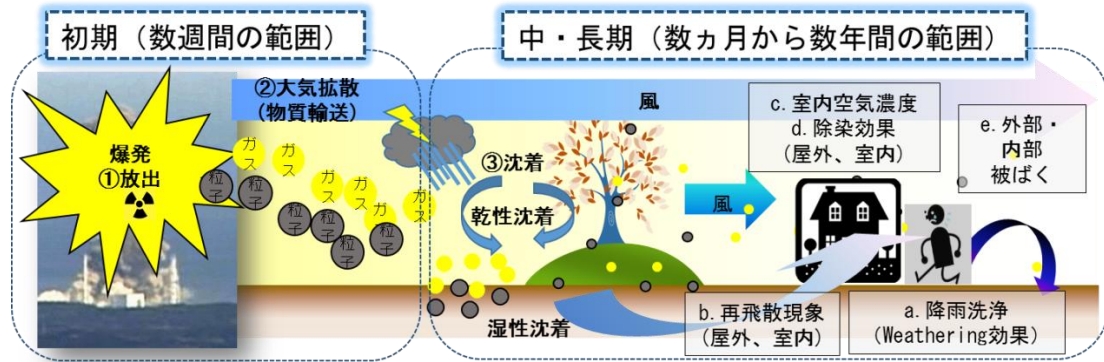 初期（数週間の範囲）
中・長期（数ヵ月から数年間の範囲）
爆発
①放出
②大気拡散
(物質輸送)
ガス
ガス
ガス
ガス
ガス
ガス
粒子
粒子
粒子
粒子
粒子
粒子
③沈着
乾性沈着
湿性沈着
風
風
c. 室内空気濃度
d. 除染効果
(屋外、室内)
e. 外部・
内部
被ばく
b. 再飛散現象
(屋外、室内)
a. 降雨洗浄
(Weathering効果)